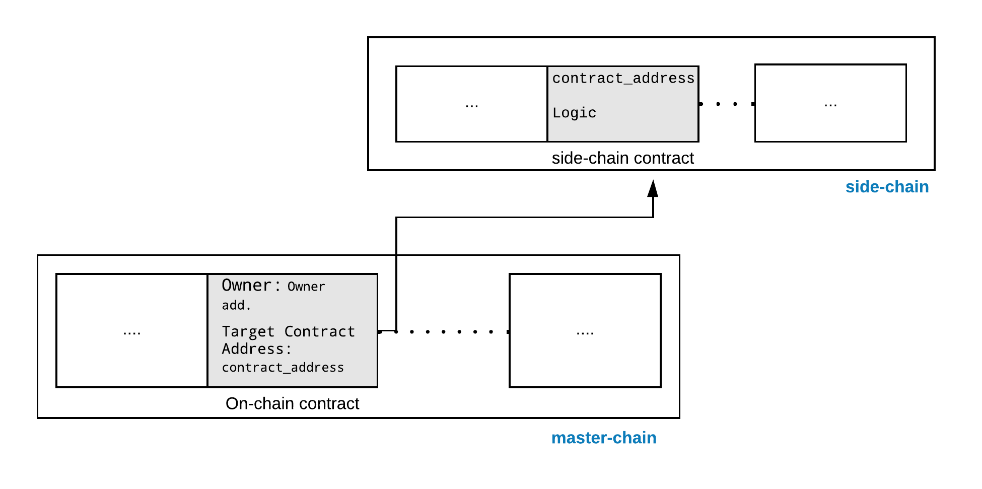 ...
contract_address
Logic
...
side-chain contract
side-chain
....
Owner: Owner
add.
Target Contract
Address:
contract_address
....
On-chain contract
master-chain